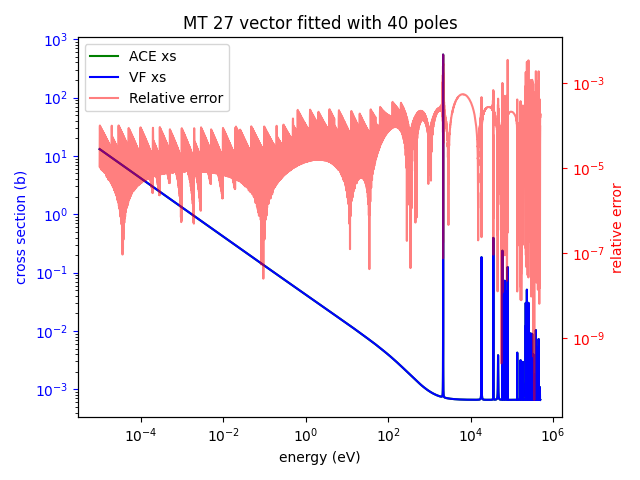 MT 27 vector fitted with 40 poles
ACE xs
VF xs
Relative error
10³
10²
10¹
10⁰
10⁻¹
10⁻²
10⁻³
cross section (b)
10⁻³
10⁻⁵
10⁻⁷
10⁻⁹
relative error
10⁻⁴ 10⁻² 10⁰ 10² 10⁴ 10⁶
energy (eV)